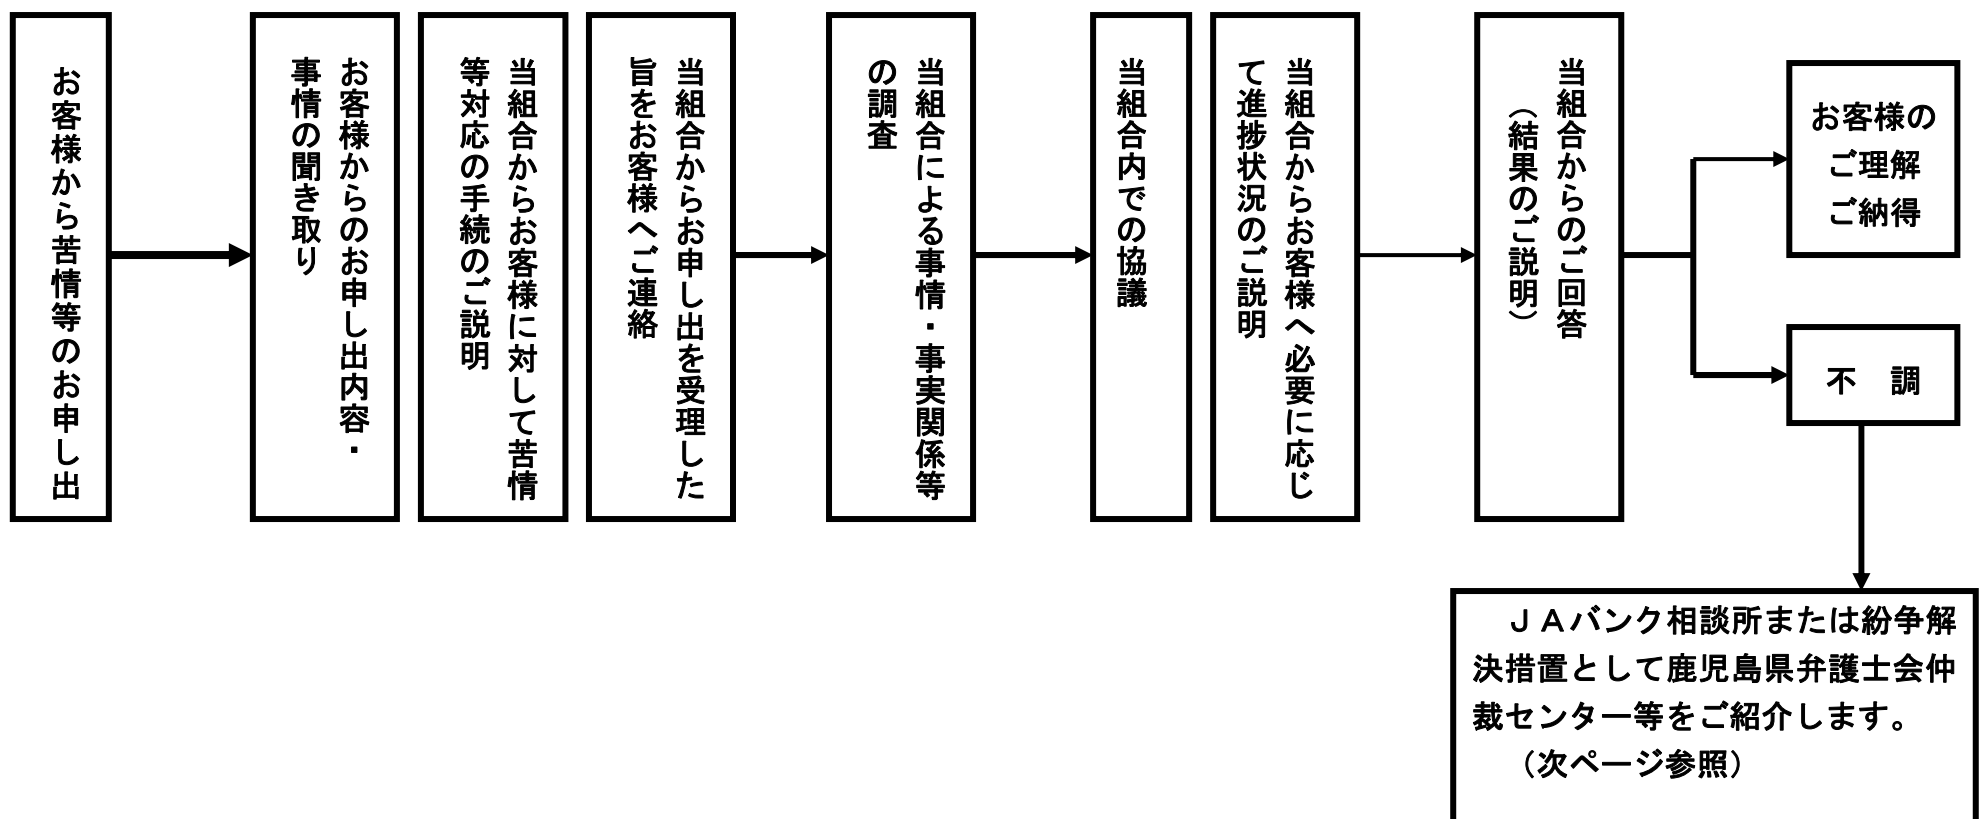 お客様から苦情等のお申し出
お客様からのお申し出内容・
事情の聞き取り
当組合からお客様に対して苦情
等対応の手続のご説明
当組合からお申し出を受理した
旨をお客様へご連絡
当組合による事情・事実関係等
の調査
当組合内での協議
当組合からお客様へ必要に応じ
て進捗状況のご説明
当組合からのご回答
（結果のご説明）
お客様の
ご理解
ご納得
不　調
ＪＡバンク相談所または紛争解
決措置として鹿児島県弁護士会仲
裁センター等をご紹介します。
（次ページ参照）